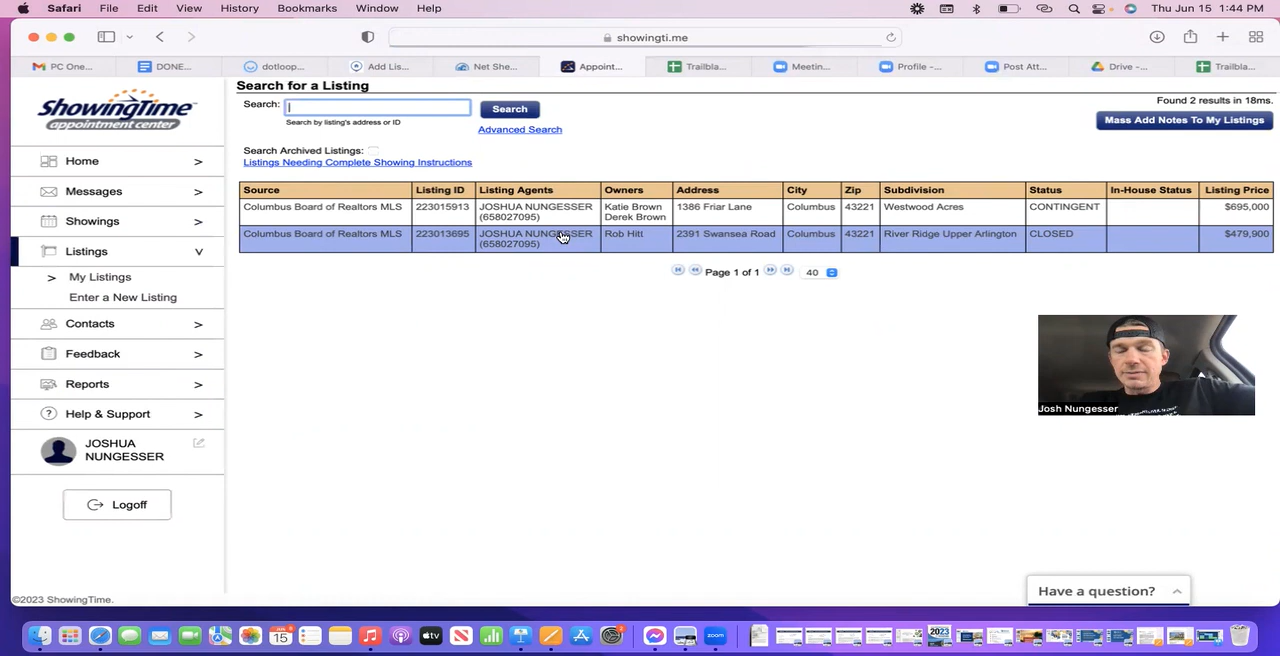 Safari File Edit View History Bookmarks Window Help Thu Jun 15 1:44 PM
showingti.me
PC One... DONE... dotloop... Add Lis... Net She... Appoint... Trailbla... Meetin... Profile -... Post Att... Drive -... Trailbla...
ShowingTime
appointment center
Home >
Messages >
Showings >
Listings
> My Listings
Enter a New Listing
Contacts >
Feedback >
Reports >
? Help & Support >
JOSHUA
NUNGESSER
Logoff
©2023 ShowingTime.
Search for a Listing
Search: Search
Search by listing's address or ID
Advanced Search
Found 2 results in 18ms.
Mass Add Notes To My Listings
Search Archived Listings:
Listings Needing Complete Showing Instructions
Source Listing ID Listing Agents Owners Address City Zip Subdivision Status In-House Status Listing Price
Columbus Board of Realtors MLS 223015913 JOSHUA NUNGESSER Katie Brown 1386 Friar Lane Columbus 43221 Westwood Acres CONTINGENT $695,000
(658027095) Derek Brown
Columbus Board of Realtors MLS 223013695 JOSHUA NUNGESSER Rob Hitt 2391 Swansea Road Columbus 43221 River Ridge Upper Arlington CLOSED $479,900
(658027095)
Page 1 of 1 40
Josh Nungesser
Have a question?
JUN
15
tv
zoom
2023